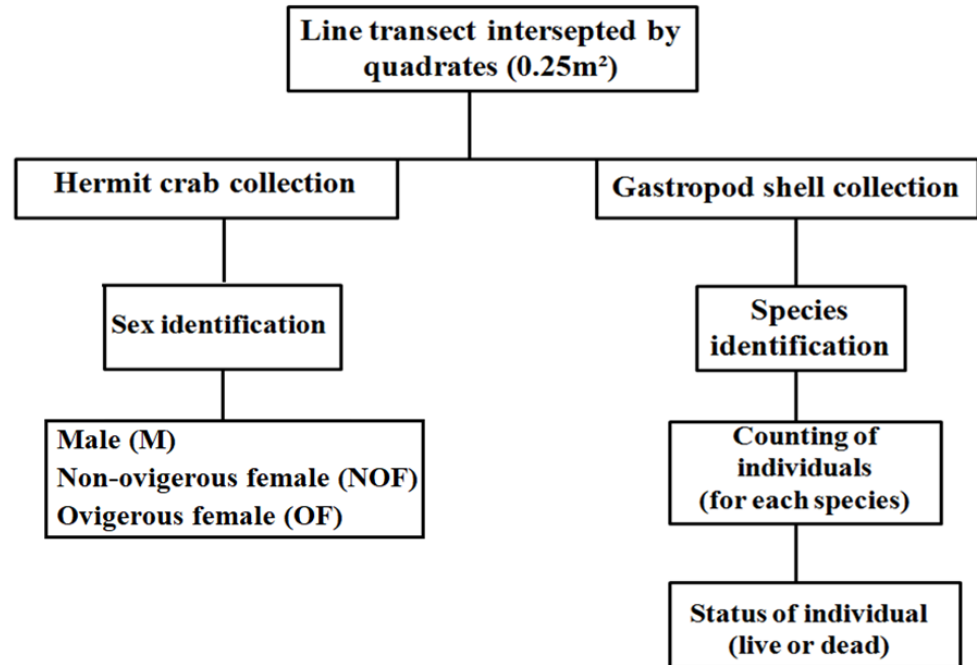 Line transect intersepted by
quadrates (0.25m²)
Hermit crab collection
Gastropod shell collection
Sex identification
Species
identification
Male (M)
Non-ovigerous female (NOF)
Ovigerous female (OF)
Counting of
individuals
(for each species)
Status of individual
(live or dead)